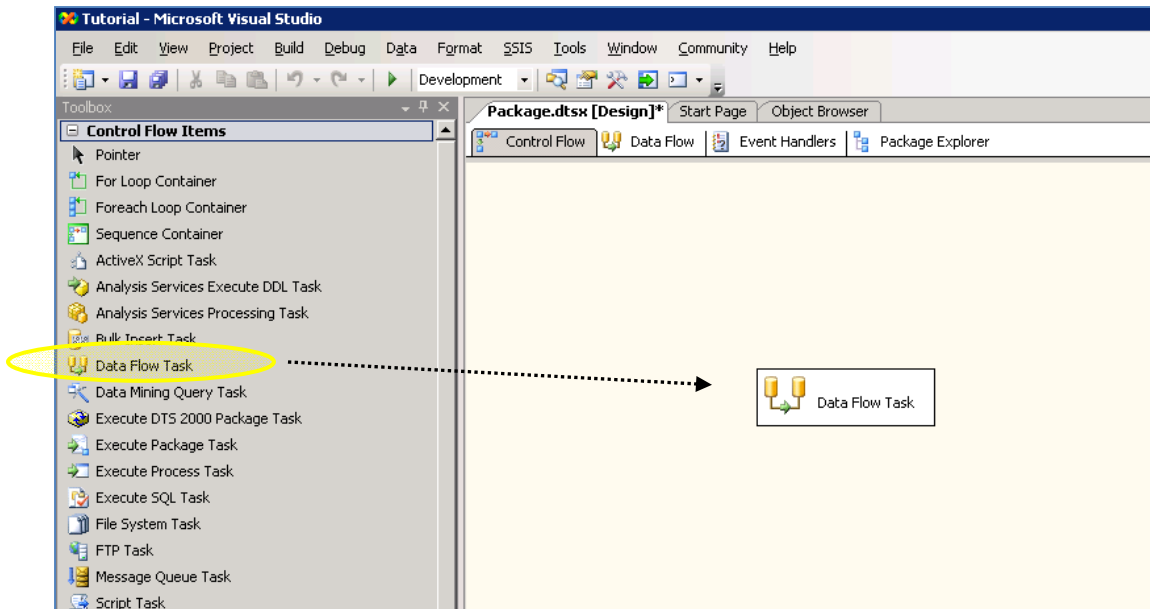 Tutorial - Microsoft Visual Studio
File Edit View Project Build Debug Data Format SSIS Tools Window Community Help
Development
Toolbox
Package.dtsx [Design]* Start Page Object Browser
Control Flow Items
Control Flow Data Flow Event Handlers Package Explorer
Pointer
For Loop Container
Foreach Loop Container
Sequence Container
ActiveX Script Task
Analysis Services Execute DDL Task
Analysis Services Processing Task
Bulk Insert Task
Data Flow Task
Data Mining Query Task
Data Flow Task
Execute DTS 2000 Package Task
Execute Package Task
Execute Process Task
Execute SQL Task
File System Task
FTP Task
Message Queue Task
Script Task